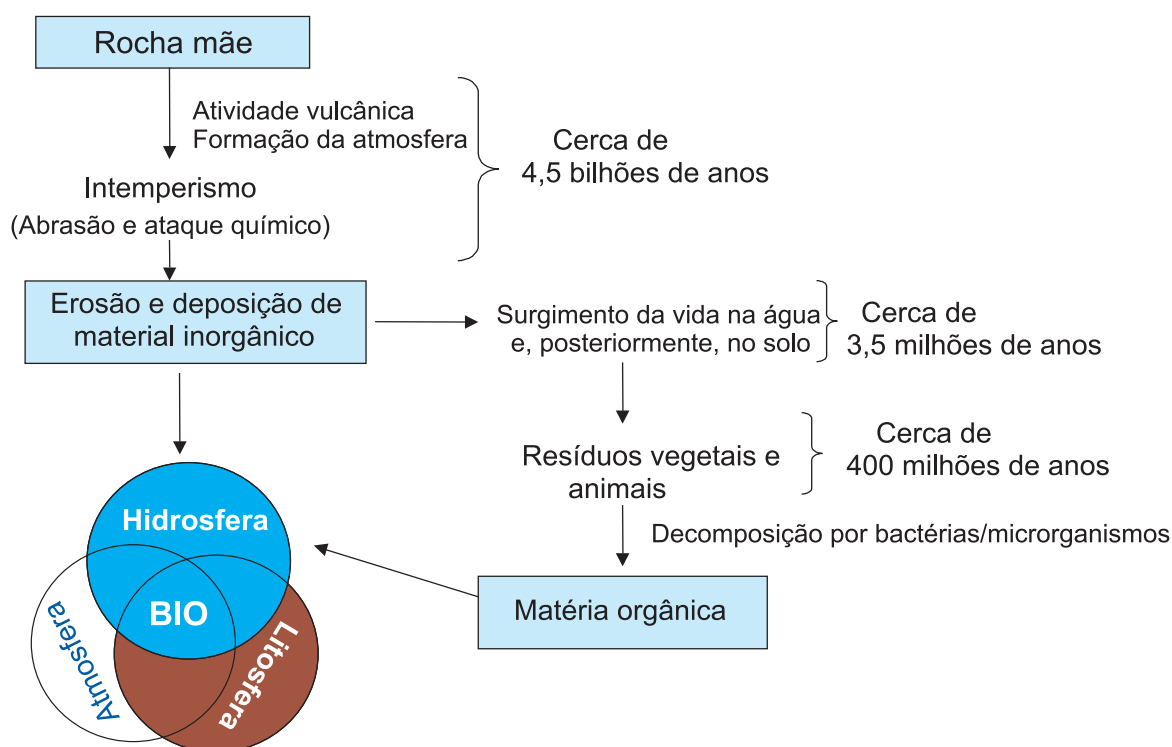 Rocha mãe
Atividade vulcânica
Formação da atmosfera
Cerca de
4,5 bilhões de anos
Intemperismo
(Abrasão e ataque químico)
Erosão e deposição de
material inorgânico
Surgimento da vida na água
e, posteriormente, no solo
Cerca de
3,5 milhões de anos
Resíduos vegetais e
animais
Cerca de
400 milhões de anos
Decomposição por bactérias/microrganismos
Matéria orgânica
Hidrosfera
BIO
Atmosfera
Litosfera